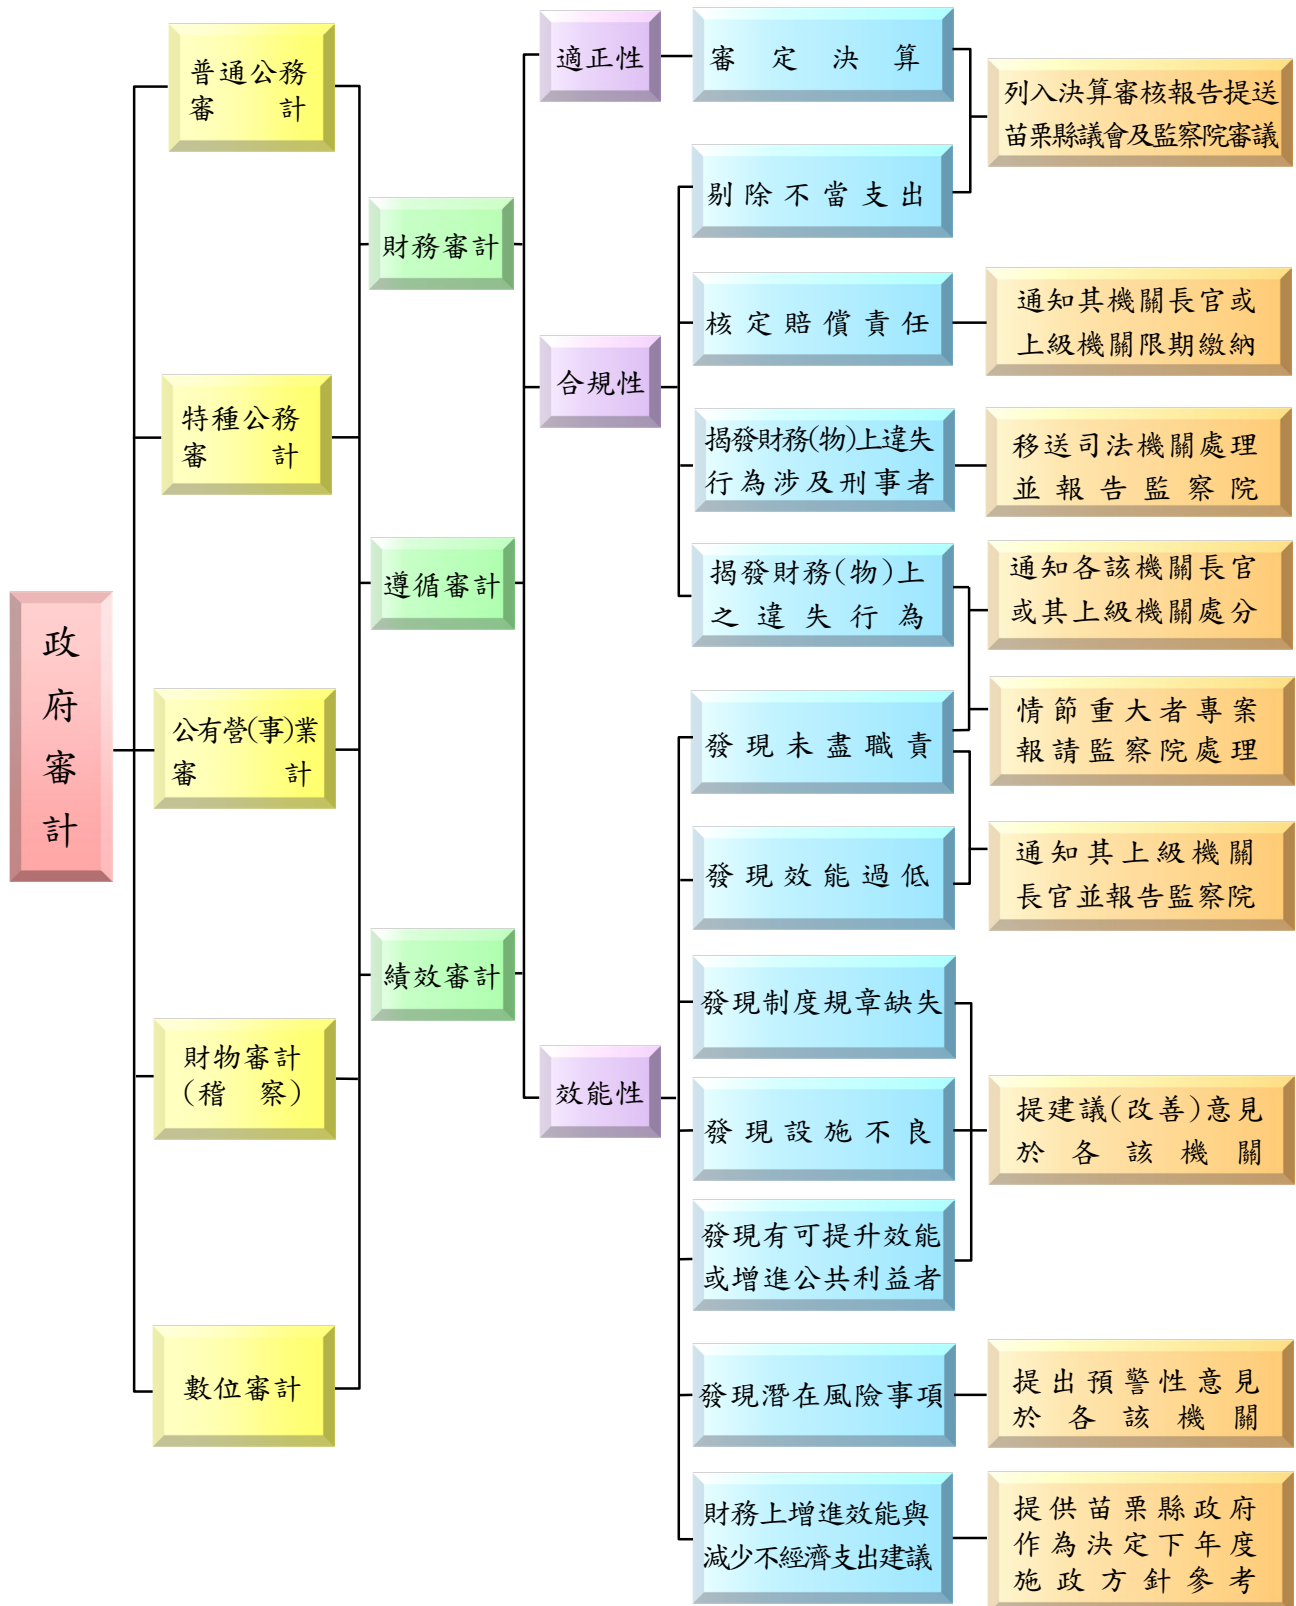 政
府
審
計
普通公務
審計
特種公務
審計
公有營(事)業
審計
財物審計
(稽察)
數位審計
財務審計
遵循審計
績效審計
適正性
合規性
效能性
審定決算
剔除不當支出
核定賠償責任
揭發財務(物)上違失
行為涉及刑事者
揭發財務(物)上
之違失行為
發現未盡職責
發現效能過低
發現制度規章缺失
發現設施不良
發現有可提升效能
或增進公共利益者
發現潛在風險事項
財務上增進效能與
減少不經濟支出建議
列入決算審核報告提送
苗栗縣議會及監察院審議
通知其機關長官或
上級機關限期繳納
移送司法機關處理
並報告監察院
通知各該機關長官
或其上級機關處分
情節重大者專案
報請監察院處理
通知其上級機關
長官並報告監察院
提建議(改善)意見
於各該機關
提出預警性意見
於各該機關
提供苗栗縣政府
作為決定下年度
施政方針參考